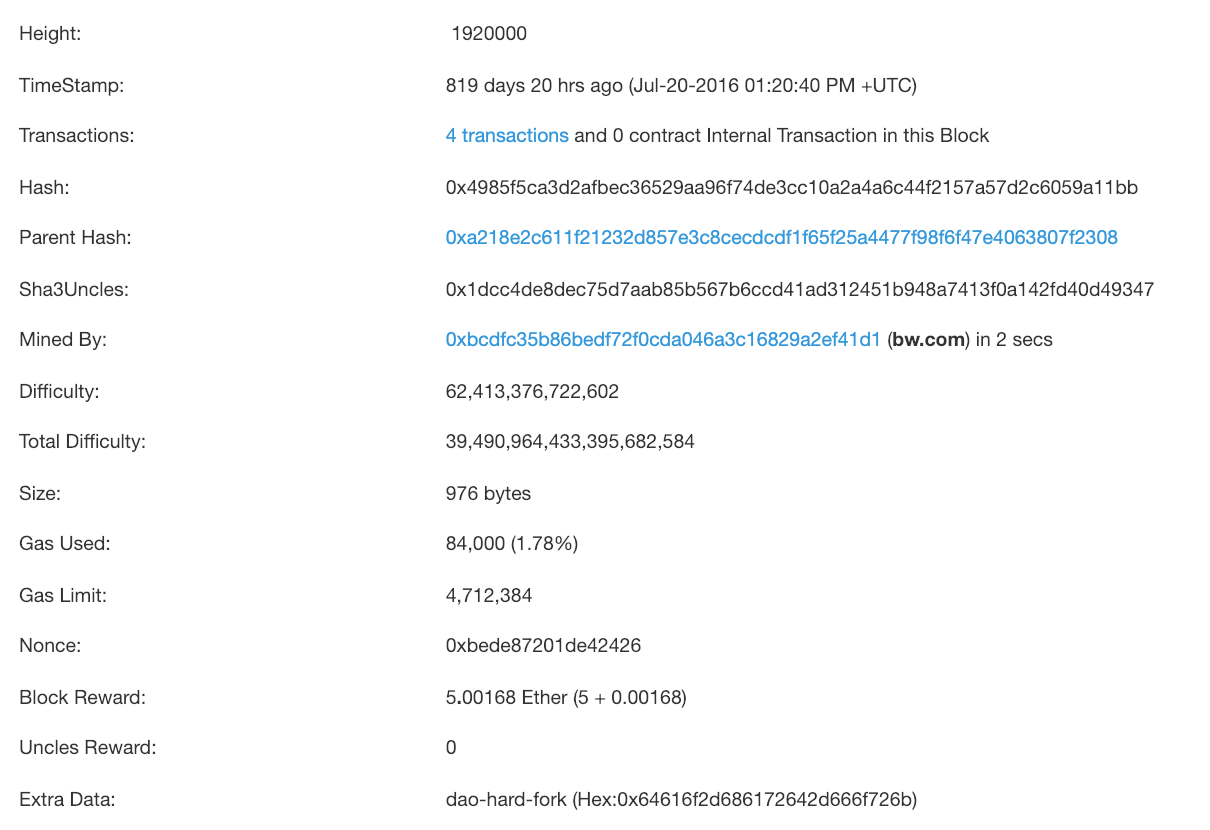 Height: 1920000
TimeStamp: 819 days 20 hrs ago (Jul-20-2016 01:20:40 PM +UTC)
Transactions: 4 transactions and 0 contract Internal Transaction in this Block
Hash: 0x4985f5ca3d2afbec36529aa96f74de3cc10a2a4a6c44f2157a57d2c6059a11bb
Parent Hash: 0xa218e2c611f21232d857e3c8cecdcdf1f65f25a4477f98f6f47e4063807f2308
Sha3Uncles: 0x1dcc4de8dec75d7aab85b567b6ccd41ad312451b948a7413f0a142fd40d49347
Mined By: 0xbcdfc35b86bedf72f0cda046a3c16829a2ef41d1 (bw.com) in 2 secs
Difficulty: 62,413,376,722,602
Total Difficulty: 39,490,964,433,395,682,584
Size: 976 bytes
Gas Used: 84,000 (1.78%)
Gas Limit: 4,712,384
Nonce: 0xbede87201de42426
Block Reward: 5.00168 Ether (5 + 0.00168)
Uncles Reward: 0
Extra Data: dao-hard-fork (Hex:0x64616f2d686172642d666f726b)